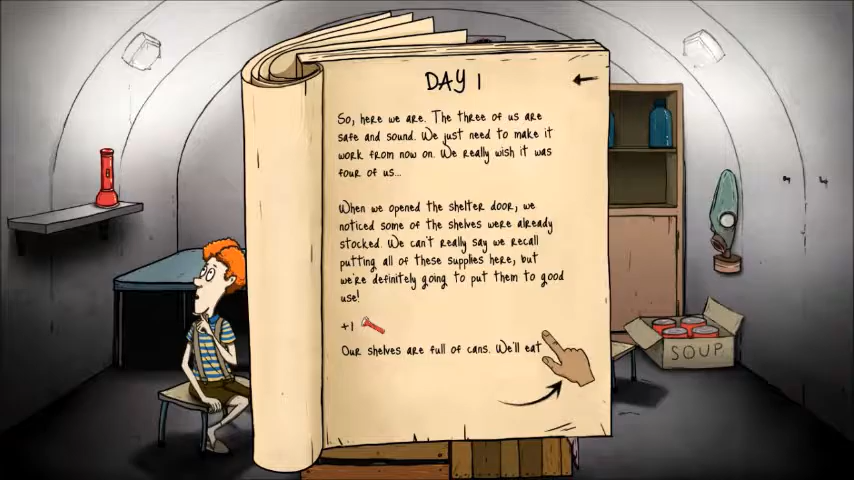 DAY 1
So, here we are. The three of us are
safe and sound. We just need to make it
work from now on. We really wish it was
four of us...
When we opened the shelter door, we
noticed some of the shelves were already
stocked. We can't really say we recall
putting all of these supplies here, but
we're definitely going to put them to good
use!
+1
Our shelves are full of cans. We'll eat
SOUP